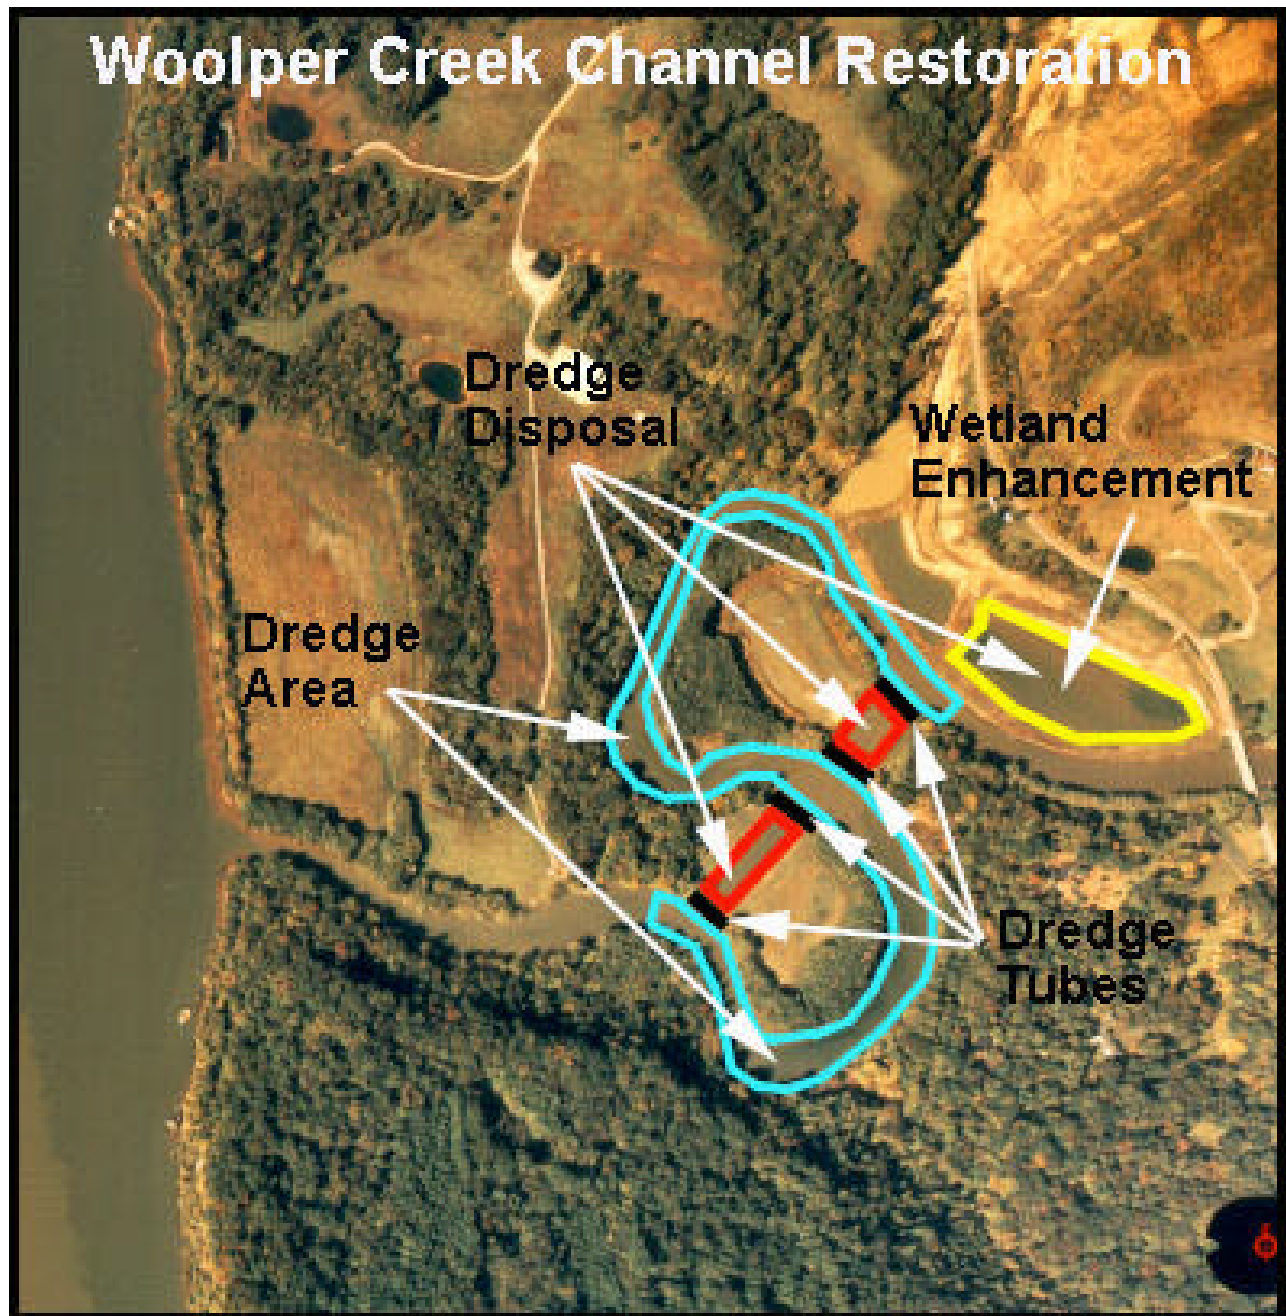 Woolper Creek Channel Restoration
Dredge
Disposal
Wetland
Enhancement
Dredge
Area
Dredge
Tubes